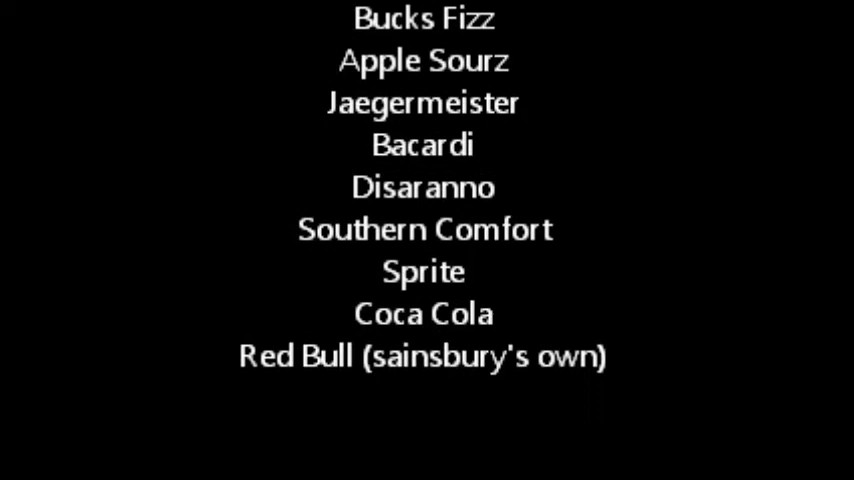 Bucks Fizz
Apple Sourz
Jaegermeister
Bacardi
Disaranno
Southern Comfort
Sprite
Coca Cola
Red Bull (sainsbury's own)